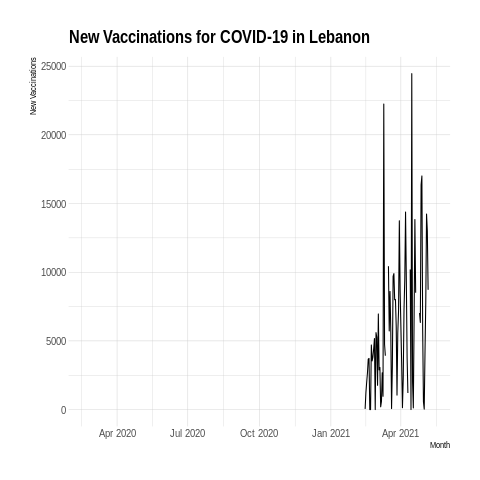 New Vaccinations for COVID-19 in Lebanon
New Vaccinations
25000
20000
15000
10000
5000
0
Apr 2020 Jul 2020 Oct 2020 Jan 2021 Apr 2021
Month